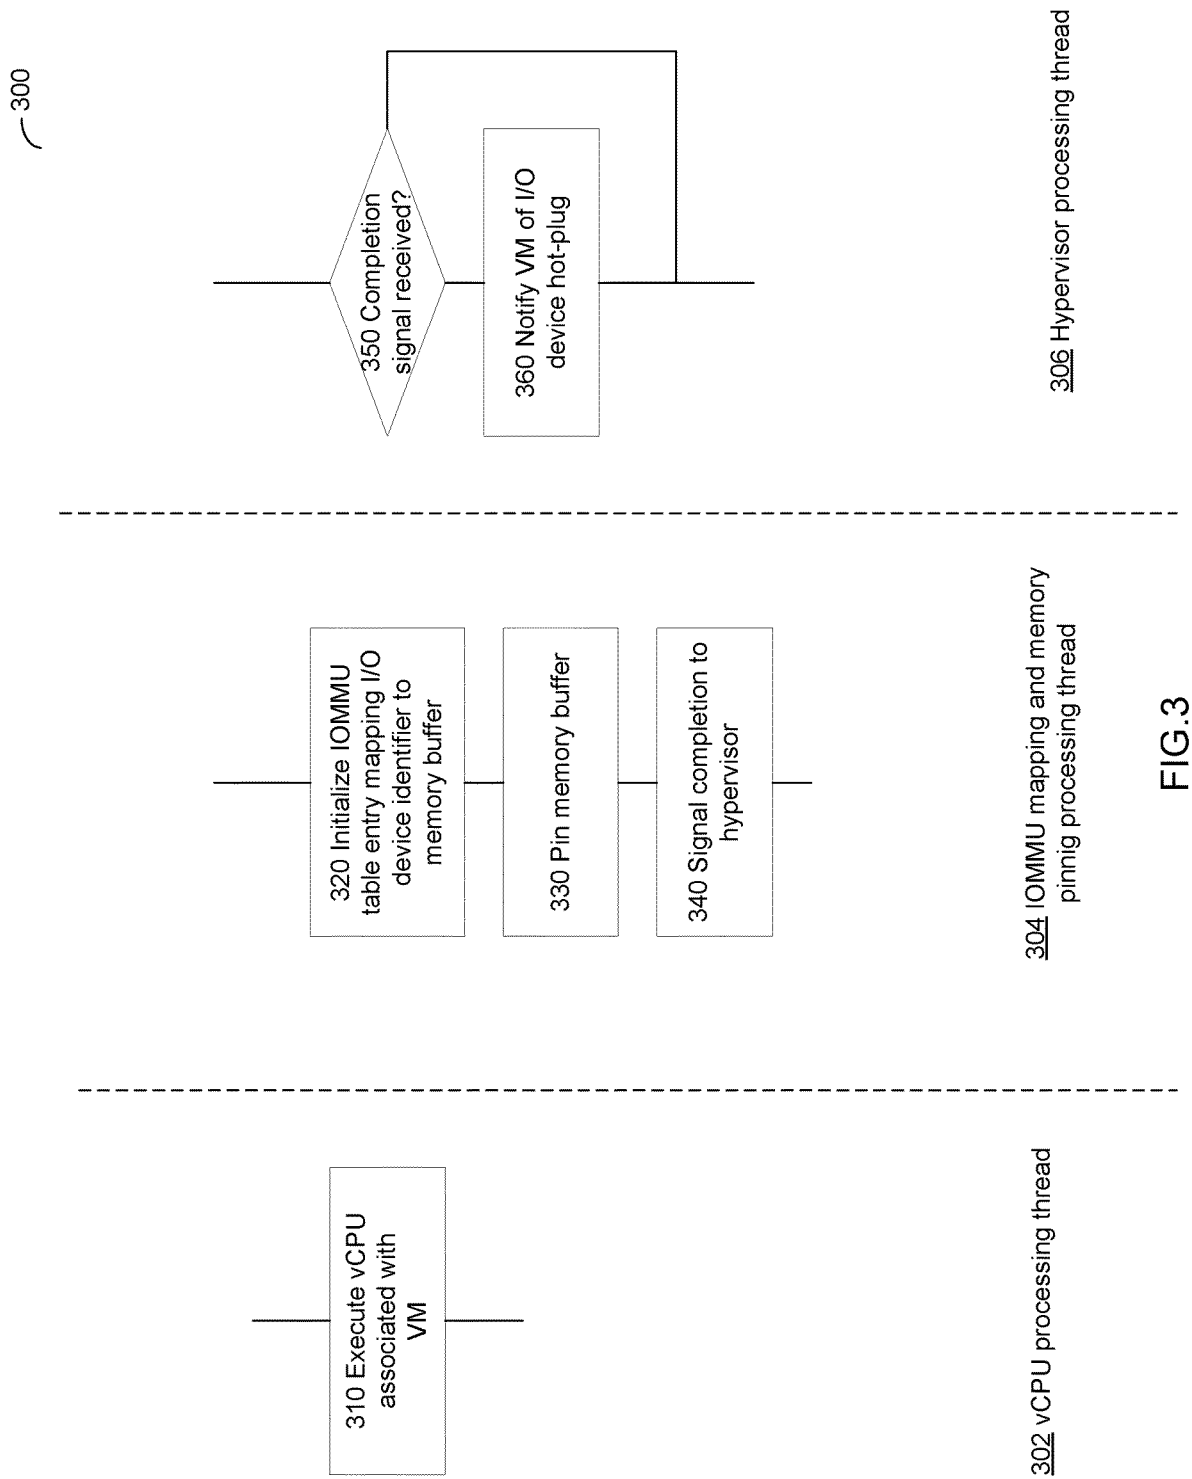 300
310 Execute vCPU
associated with
VM
320 Initialize IOMMU
table entry mapping I/O
device identifier to
memory buffer
330 Pin memory buffer
340 Signal completion to
hypervisor
350 Completion
signal received?
360 Notify VM of I/O
device hot-plug
302 vCPU processing thread
304 IOMMU mapping and memory
pinnig processing thread
306 Hypervisor processing thread
FIG.3